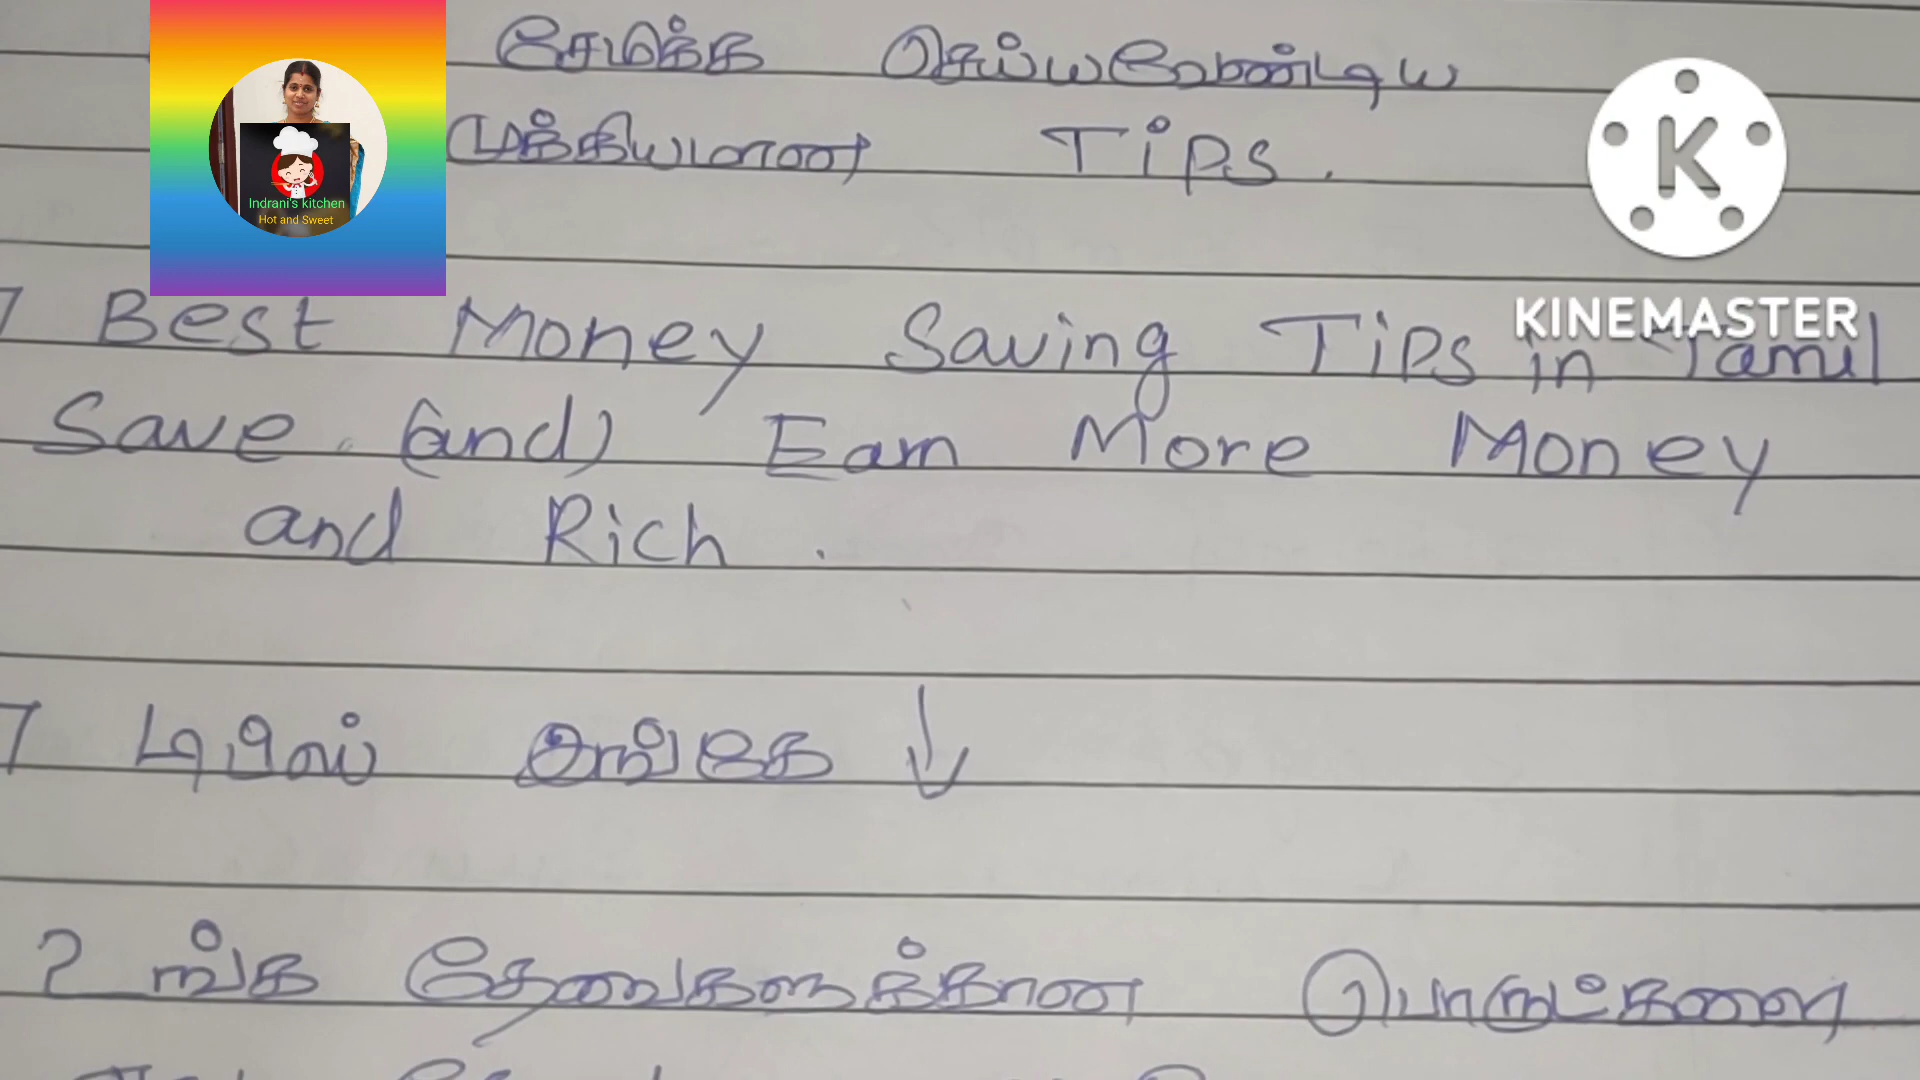 சேமிக்க செய்யவேண்டிய
முக்கியமான Tips.
Indrani's kitchen
Hot and Sweet
KINEMASTER
7 Best Money Saving Tips in Tamil
Save (and) Earn More Money
and Rich.
7 டிப்ஸ்
உங்க தேவைகளுக்கான பொருட்களை